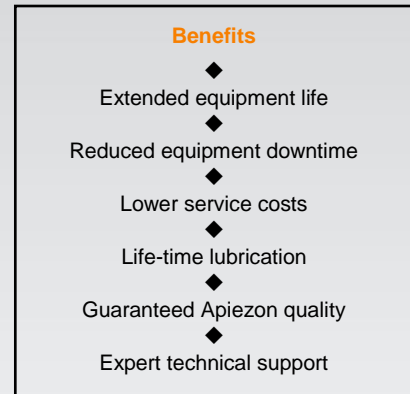 Benefits
◆
Extended equipment life
◆
Reduced equipment downtime
◆
Lower service costs
◆
Life-time lubrication
◆
Guaranteed Apiezon quality
◆
Expert technical support